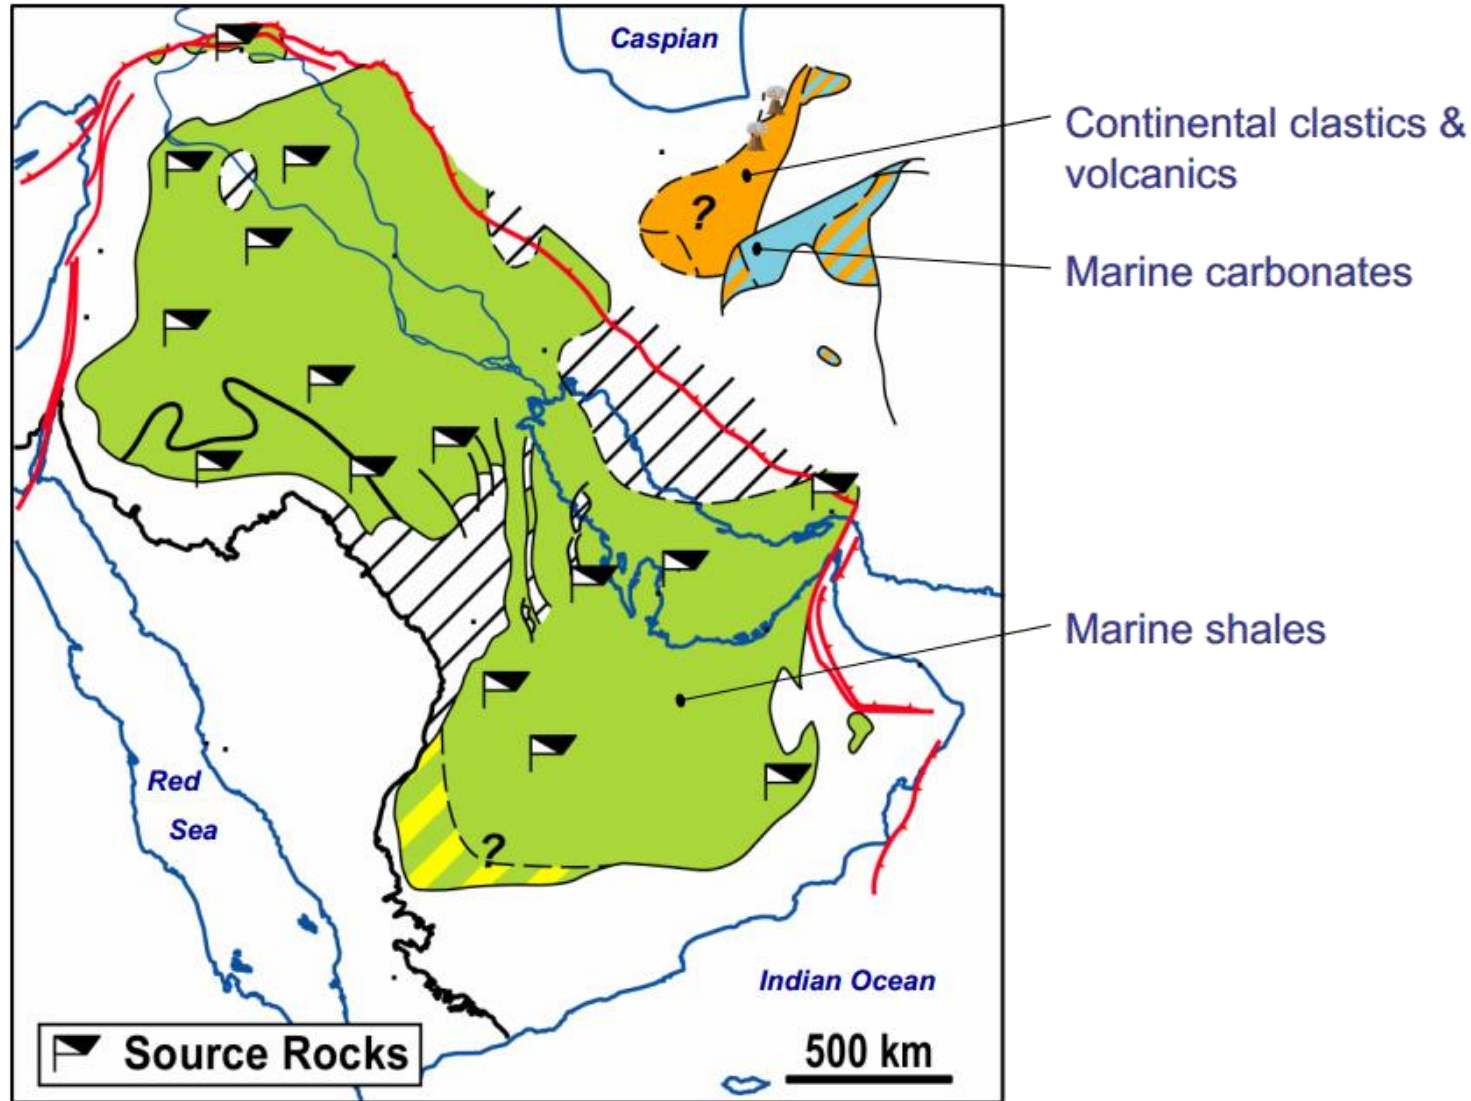 Caspian
Continental clastics &
volcanics
?
Marine carbonates
Marine shales
Red
Sea
?
Indian Ocean
Source Rocks
500 km